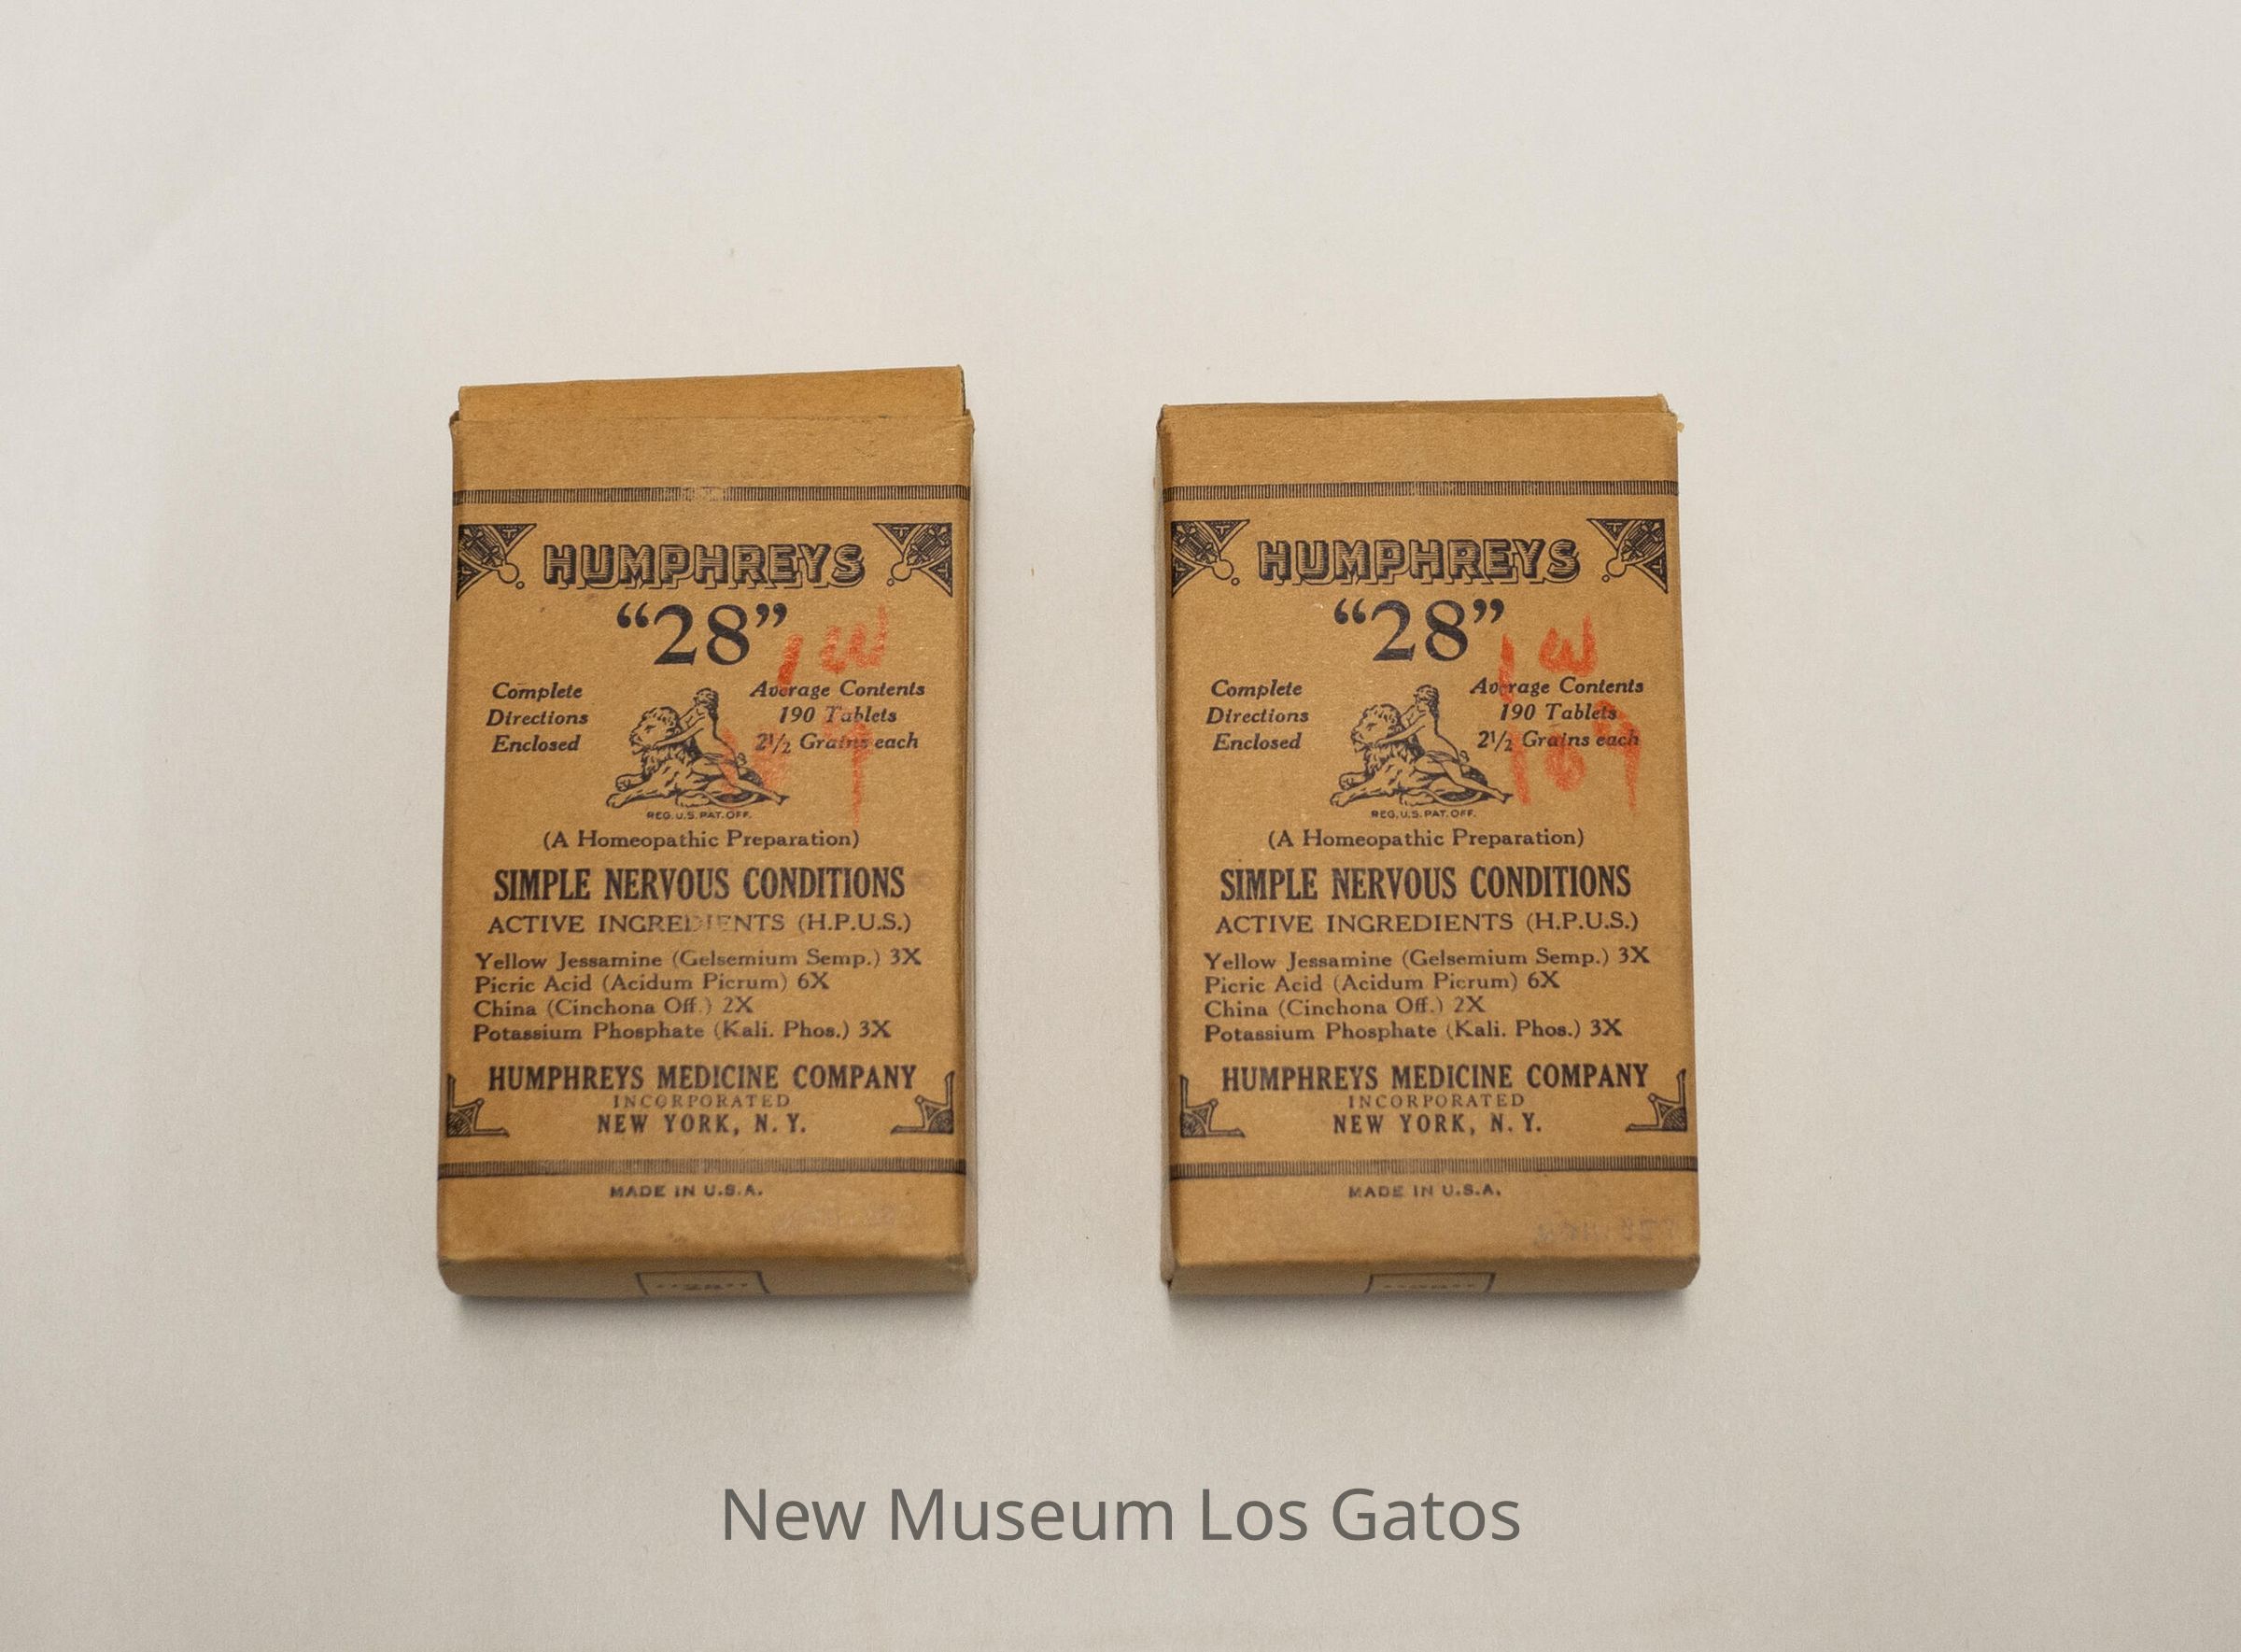 HUMPHREYS
“28”
Complete
Directions
Enclosed
Average Contents
190 Tablets
2½ Grains each
REG. U.S. PAT. OFF.
(A Homeopathic Preparation)
SIMPLE NERVOUS CONDITIONS
ACTIVE INGREDIENTS (H.P.U.S.)
Yellow Jessamine (Gelsemium Semp.) 3X
Picric Acid (Acidum Picrum) 6X
China (Cinchona Off.) 2X
Potassium Phosphate (Kali. Phos.) 3X
HUMPHREYS MEDICINE COMPANY
INCORPORATED
NEW YORK, N. Y.
MADE IN U.S.A.
HUMPHREYS
“28”
Complete
Directions
Enclosed
Average Contents
190 Tablets
2½ Grains each
REG. U.S. PAT. OFF.
(A Homeopathic Preparation)
SIMPLE NERVOUS CONDITIONS
ACTIVE INGREDIENTS (H.P.U.S.)
Yellow Jessamine (Gelsemium Semp.) 3X
Picric Acid (Acidum Picrum) 6X
China (Cinchona Off.) 2X
Potassium Phosphate (Kali. Phos.) 3X
HUMPHREYS MEDICINE COMPANY
INCORPORATED
NEW YORK, N. Y.
MADE IN U.S.A.
New Museum Los Gatos